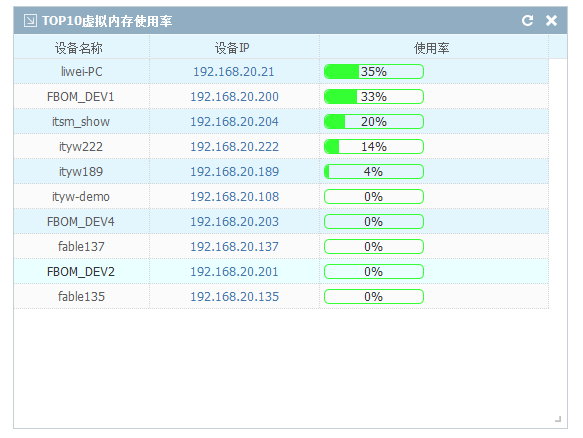 TOP10虚拟内存使用率
设备名称 设备IP 使用率
liwei-PC 192.168.20.21 35%
FBOM_DEV1 192.168.20.200 33%
itsm_show 192.168.20.204 20%
ityw222 192.168.20.222 14%
ityw189 192.168.20.189 4%
ityw-demo 192.168.20.108 0%
FBOM_DEV4 192.168.20.203 0%
fable137 192.168.20.137 0%
FBOM_DEV2 192.168.20.201 0%
fable135 192.168.20.135 0%